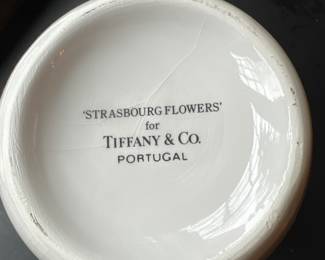 'STRASBOURG FLOWERS'
for
TIFFANY & CO.
PORTUGAL